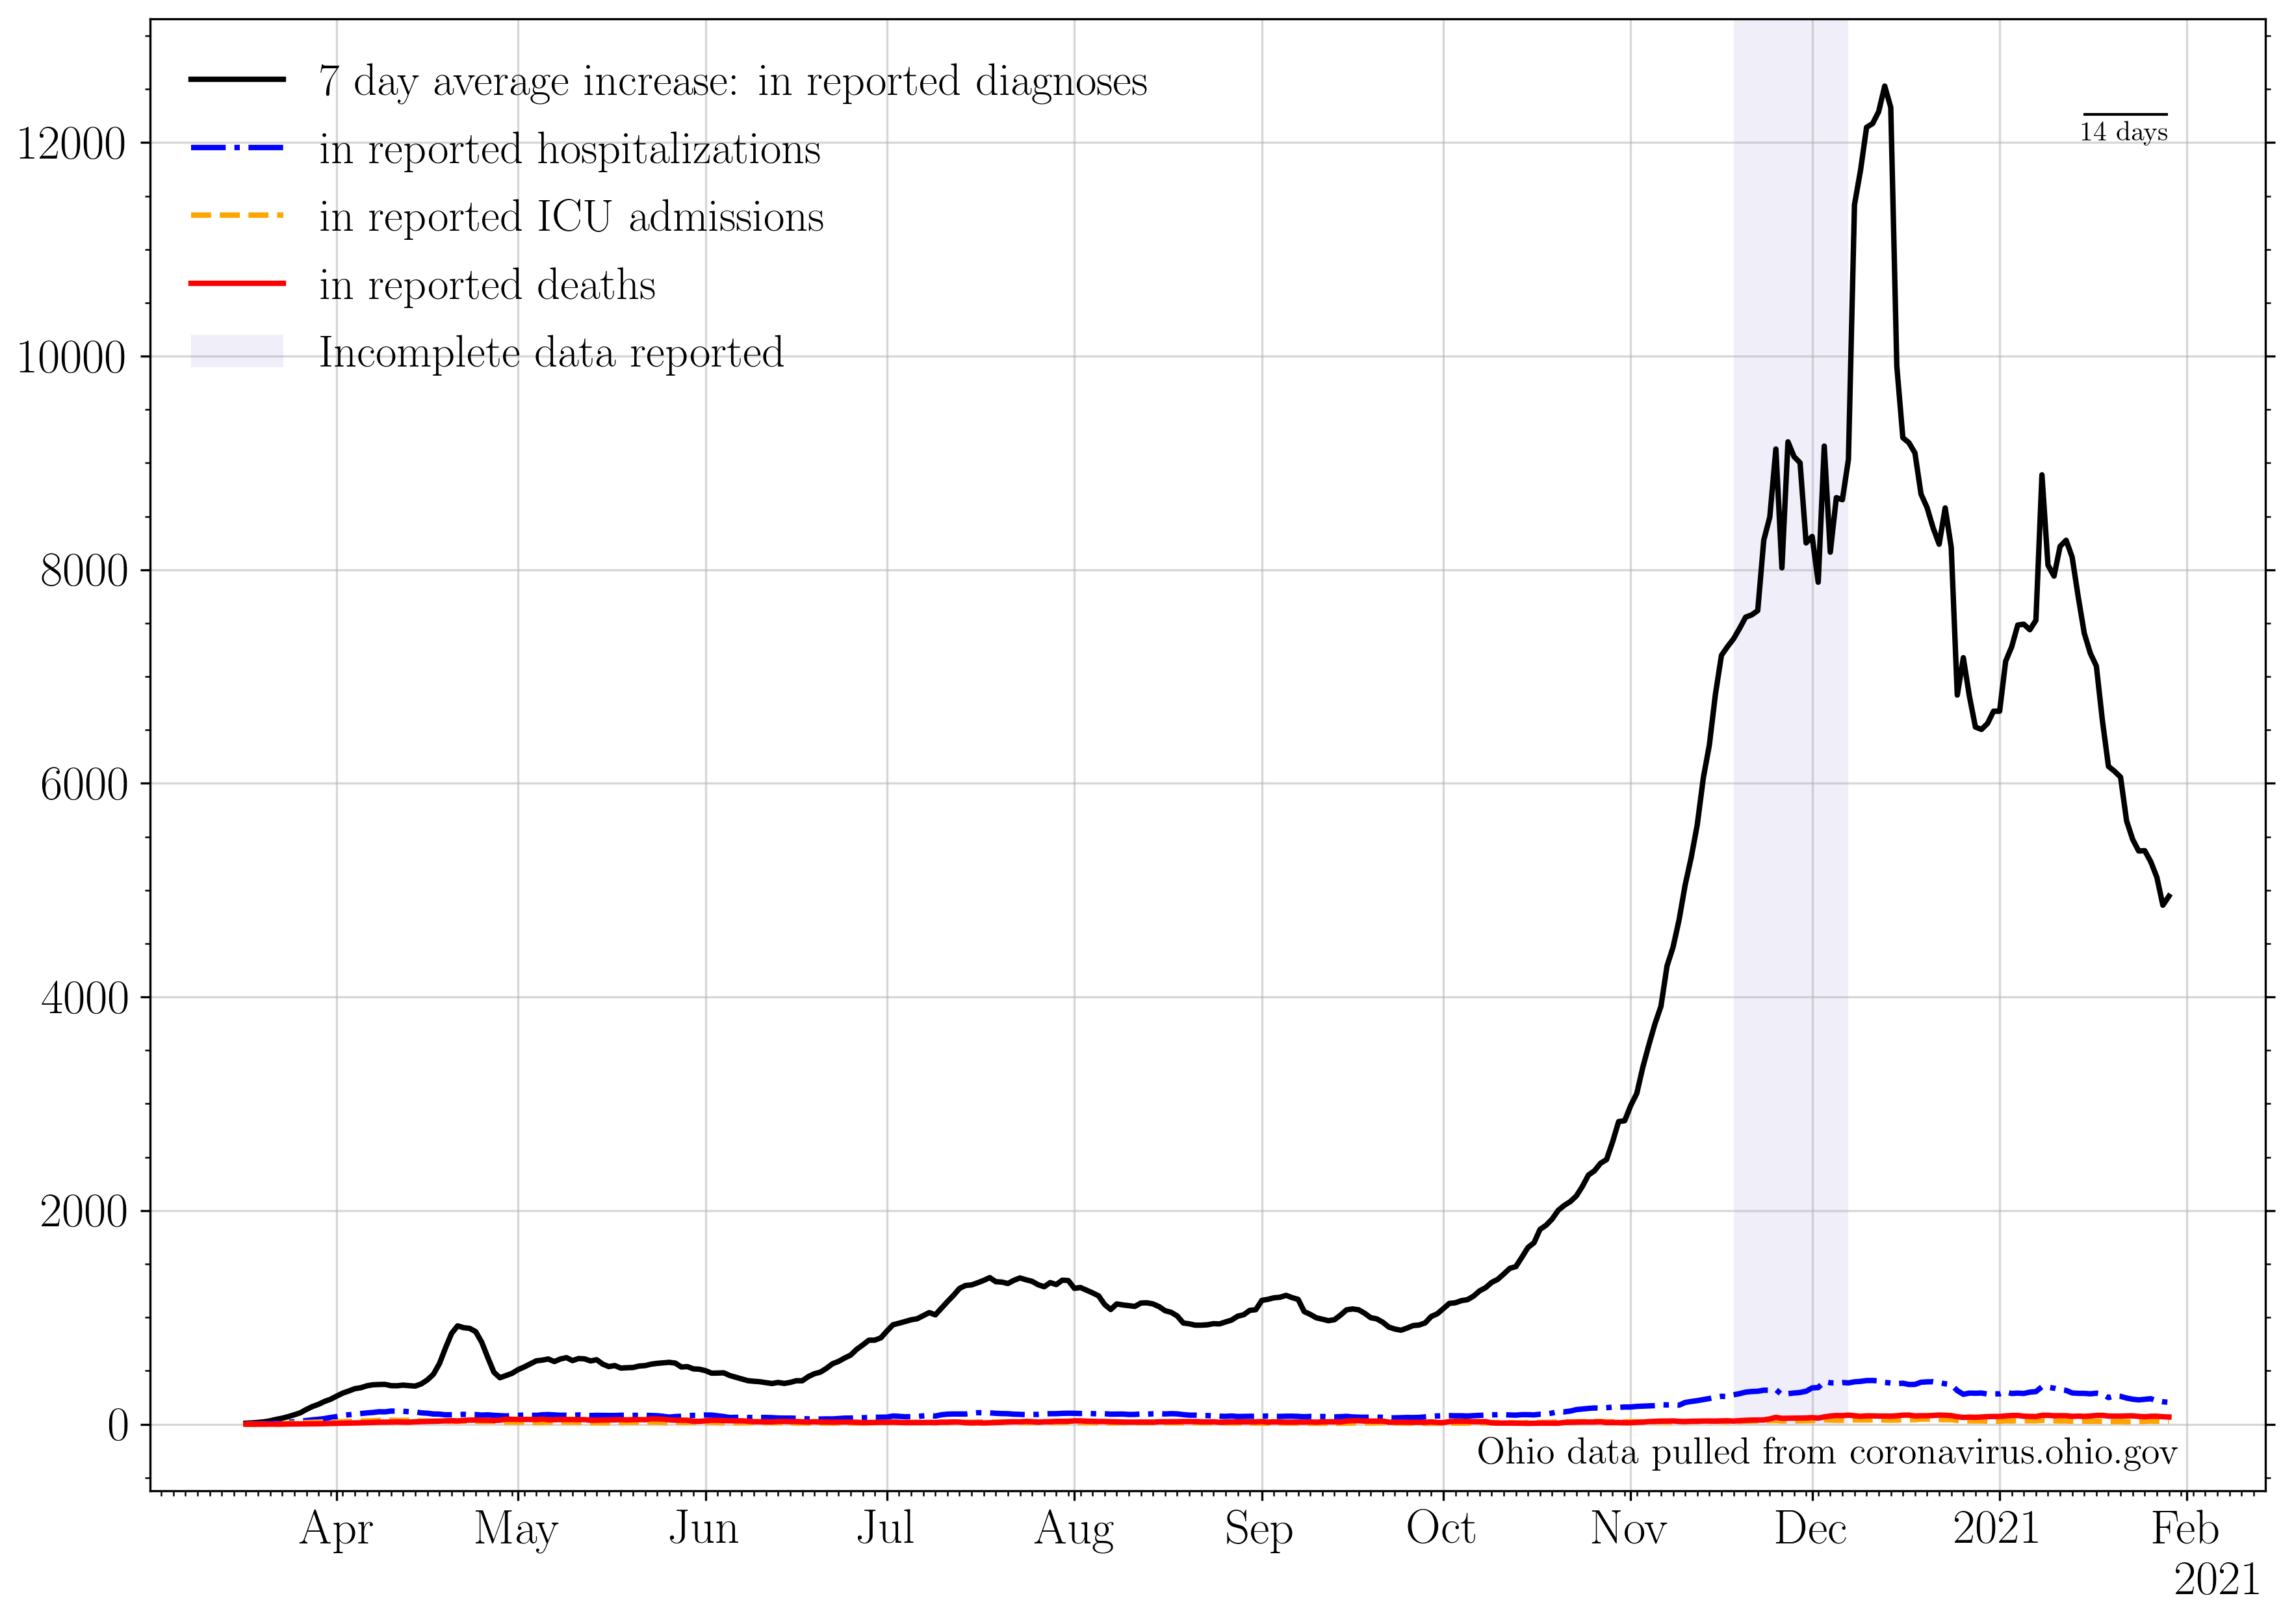 7 day average increase: in reported diagnoses
in reported hospitalizations
in reported ICU admissions
in reported deaths
Incomplete data reported
14 days
12000
10000
8000
6000
4000
2000
0
Ohio data pulled from coronavirus.ohio.gov
Apr May Jun Jul Aug Sep Oct Nov Dec 2021 Feb
2021